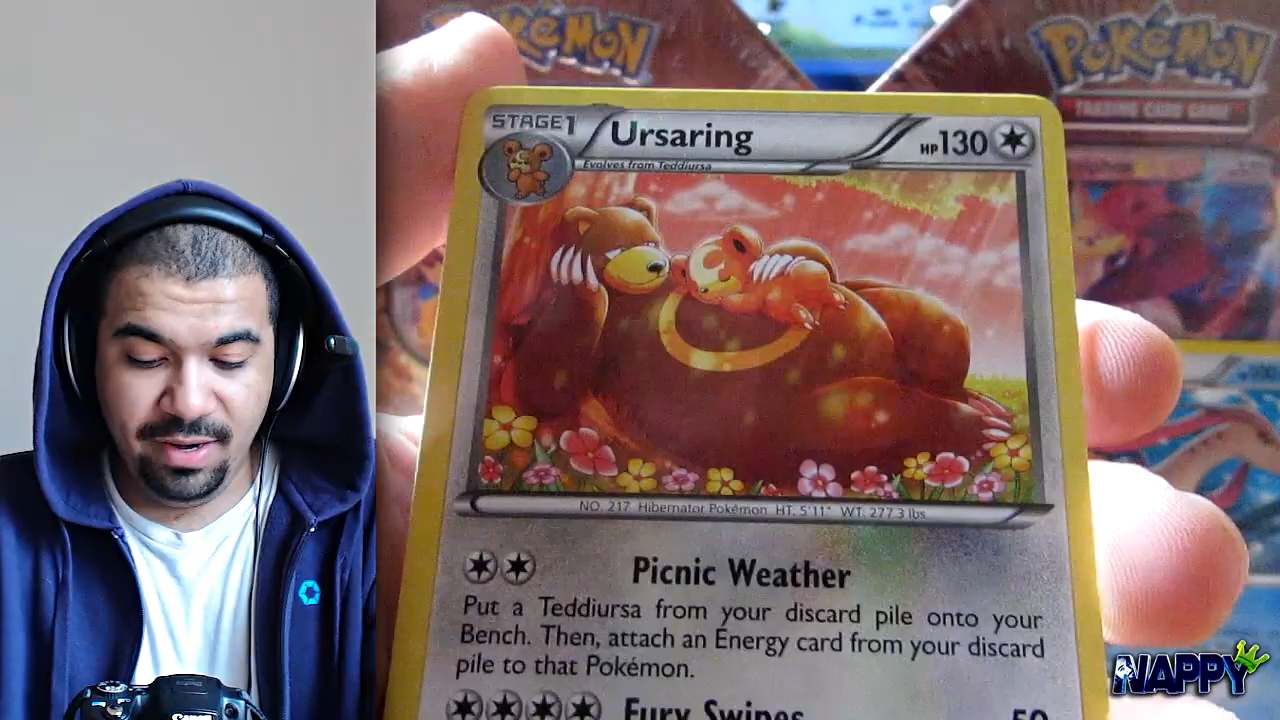 POKÉMON
POKÉMON
TRADING CARD GAME
STAGE1
Ursaring
HP130
Evolves from Teddiursa
NO. 217 Hibernator Pokémon HT. 5'11" WT. 277.3 lbs
Picnic Weather
Put a Teddiursa from your discard pile onto your
Bench. Then, attach an Energy card from your discard
pile to that Pokémon.
Fury Swipes 50
NAPPY
Canon